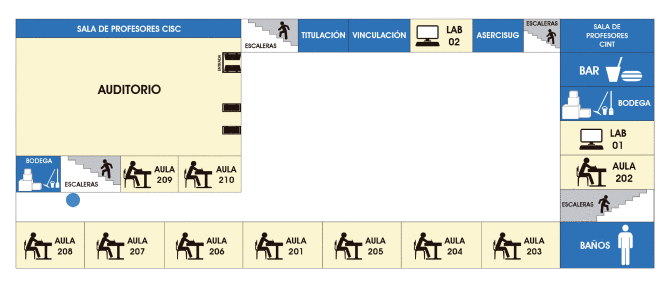 SALA DE PROFESORES CISC
ESCALERAS
TITULACIÓN
VINCULACIÓN
LAB
02
ASERCISUG
ESCALERAS
SALA DE
PROFESORES
CINT
ENTRADA
AUDITORIO
BAR
BODEGA
LAB
01
BODEGA
ESCALERAS
AULA
209
AULA
210
AULA
202
ESCALERAS
AULA
208
AULA
207
AULA
206
AULA
201
AULA
205
AULA
204
AULA
203
BAÑOS